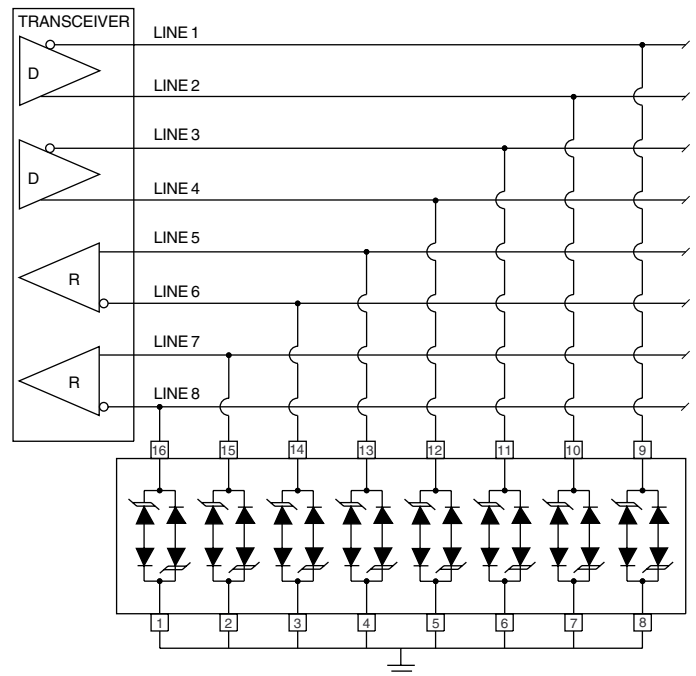 TRANSCEIVER
LINE 1
D
LINE 2
LINE 3
D
LINE 4
LINE 5
R
LINE 6
LINE 7
R
LINE 8
16 15 14 13 12 11 10 9
1 2 3 4 5 6 7 8